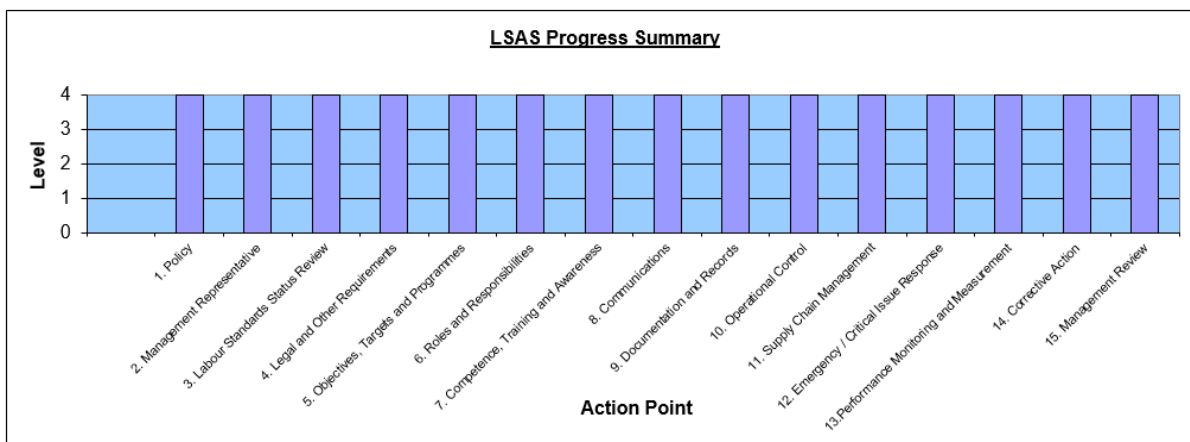 LSAS Progress Summary
4
3
2
1
0
Level
1. Policy
2. Management Representative
3. Labour Standards Status Review
4. Legal and Other Requirements
5. Objectives, Targets and Programmes
6. Roles and Responsibilities
7. Competence, Training and Awareness
8. Communications
9. Documentation and Records
10. Operational Control
11. Supply Chain Management
12. Emergency / Critical Issue Response
13.Performance Monitoring and Measurement
14. Corrective Action
15. Management Review
Action Point